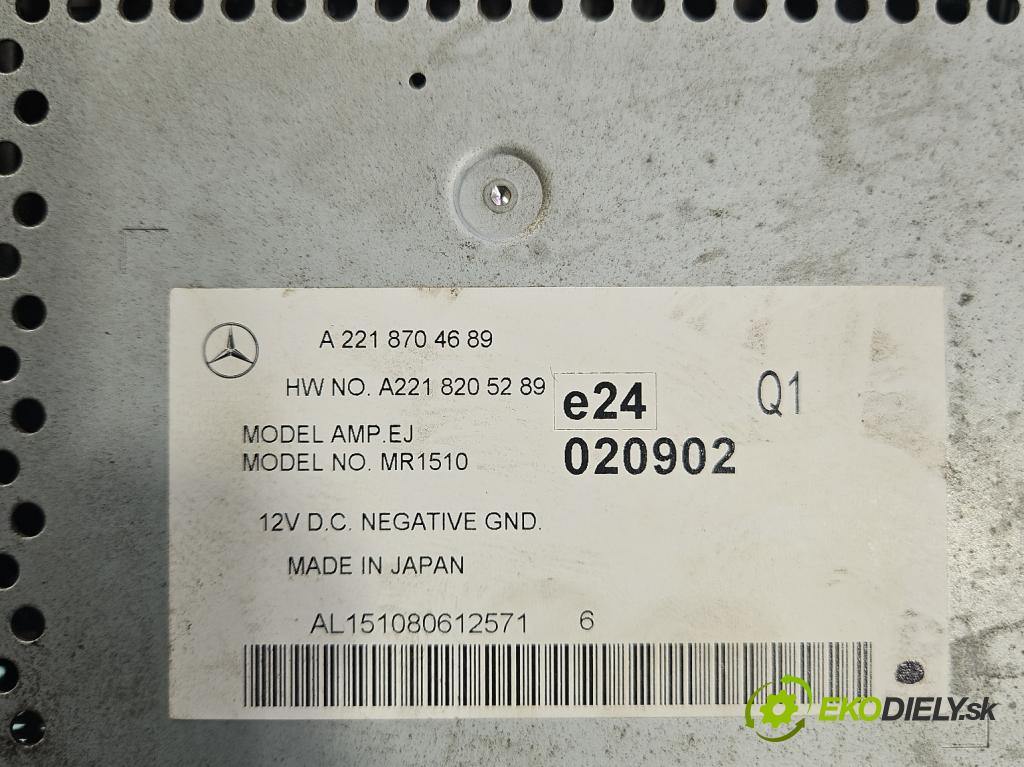 A 221 870 46 89
HW NO. A221 820 52 89
e24
Q1
MODEL AMP.EJ
MODEL NO. MR1510
020902
12V D.C. NEGATIVE GND.
MADE IN JAPAN
AL151080612571 6
EKODIELY.sk